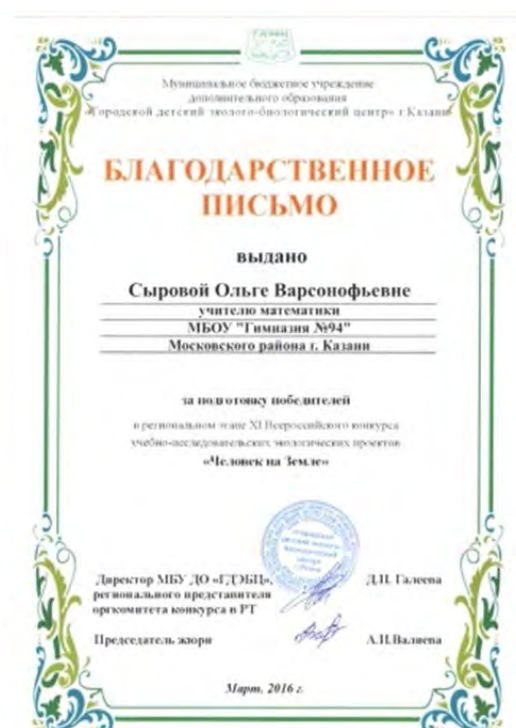 Муниципальное бюджетное учреждение
дополнительного образования
«Городской детский эколого-биологический центр» г.Казани
БЛАГОДАРСТВЕННОЕ
ПИСЬМО
выдано
Сыровой Ольге Варсонофьевне
учителю математики
МБОУ "Гимназия №94"
Московского района г. Казани
за подготовку победителей
в региональном этапе XI Всероссийского конкурса
учебно-исследовательских экологических проектов
«Человек на Земле»
Директор МБУ ДО «ГДЭБЦ»,
регионального представителя
оргкомитета конкурса в РТ
Галеева
Председатель жюри
А.И.Валиева
Март, 2016 г.